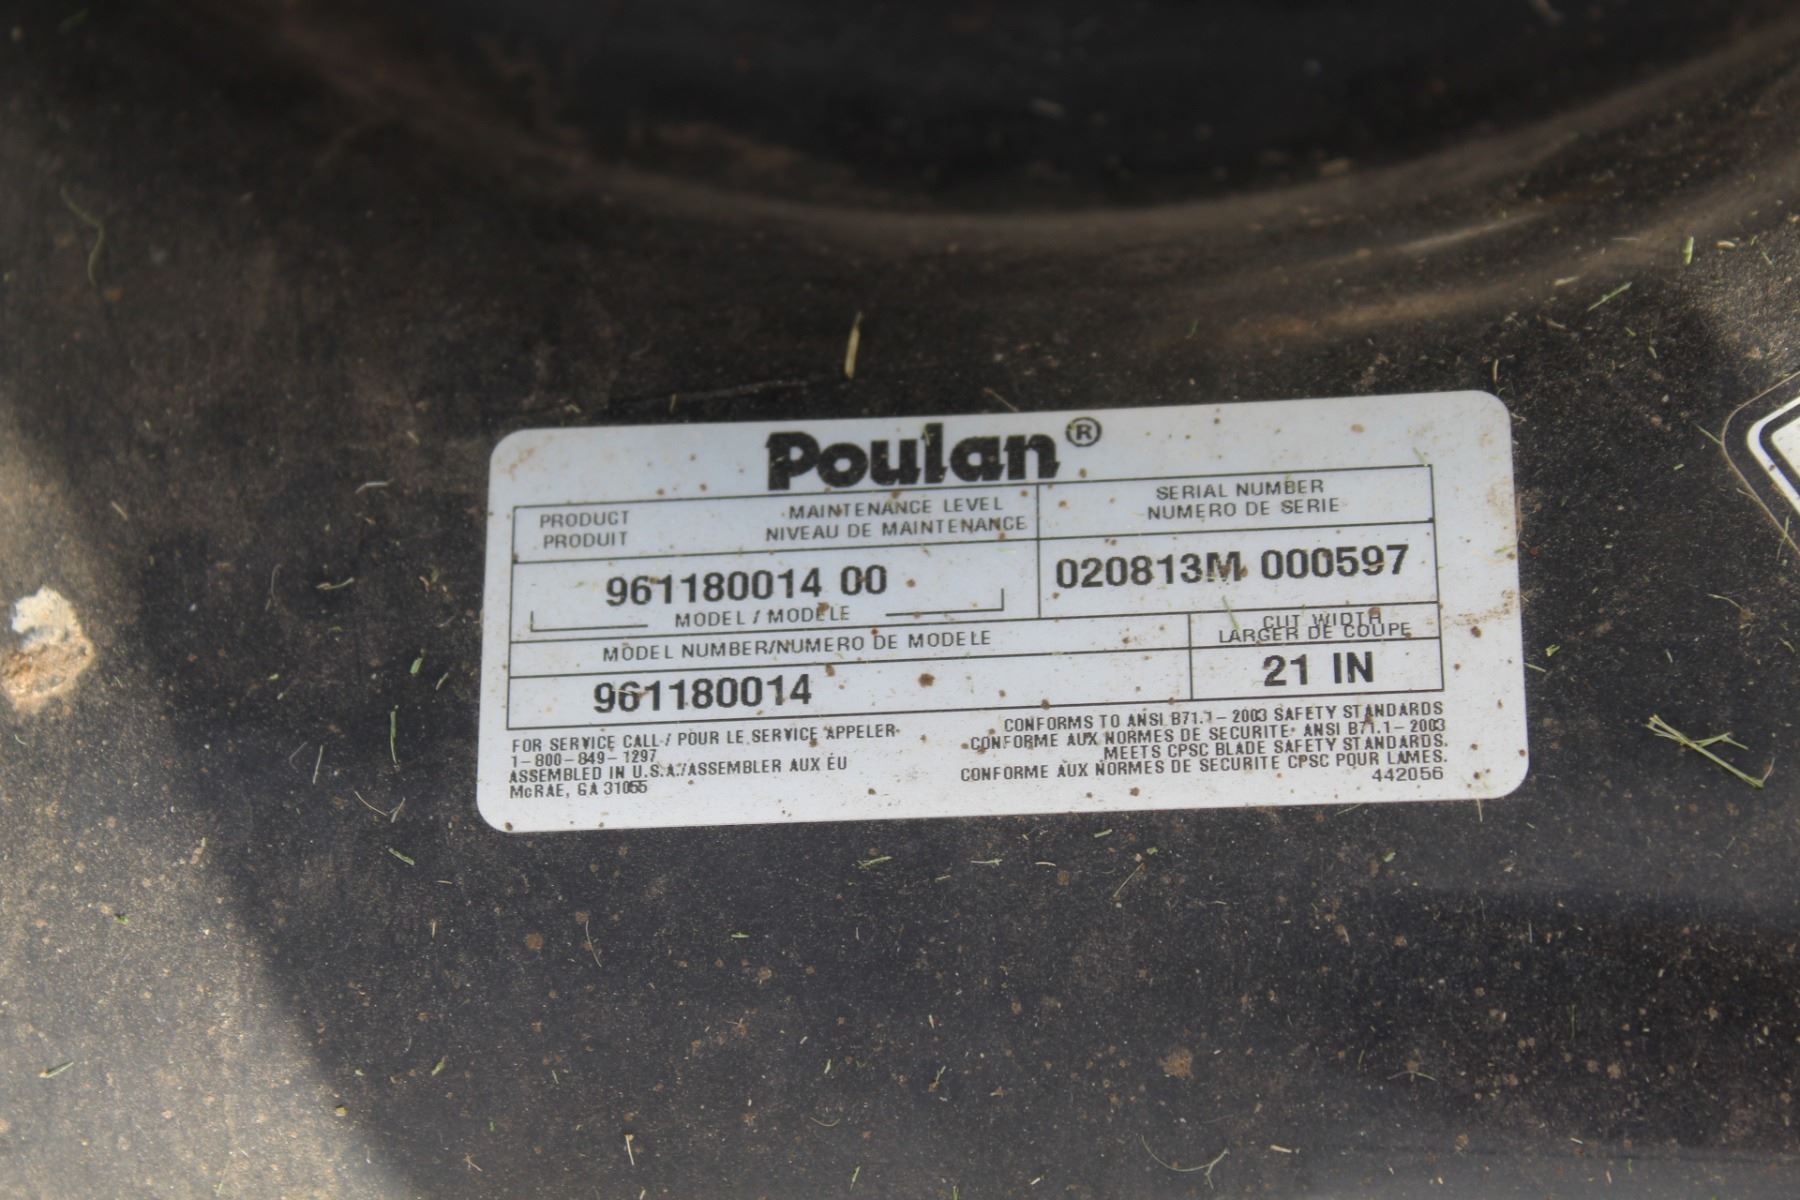 Poulan®
PRODUCT MAINTENANCE LEVEL
PRODUIT NIVEAU DE MAINTENANCE
SERIAL NUMBER
NUMERO DE SERIE
961180014 00
MODEL / MODELE
020813M 000597
MODEL NUMBER/NUMERO DE MODELE
CUT WIDTH
LARGER DE COUPE
961180014
21 IN
FOR SERVICE CALL / POUR LE SERVICE APPELER
1-800-849-1297
ASSEMBLED IN U.S.A./ASSEMBLER AUX ÉU
McRAE, GA 31055
CONFORMS TO ANSI B71.1-2003 SAFETY STANDARDS
CONFORME AUX NORMES DE SECURITE ANSI B71.1-2003
MEETS CPSC BLADE SAFETY STANDARDS.
CONFORME AUX NORMES DE SECURITE CPSC POUR LAMES.
442056